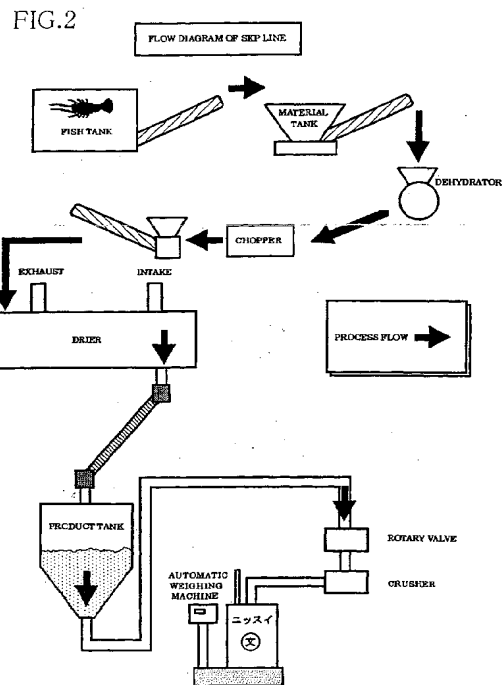 FIG.2
FLOW DIAGRAM OF SKP LINE
FISH TANK
MATERIAL
TANK
DEHYDRATOR
CHOPPER
EXHAUST
INTAKE
DRIER
PROCESS FLOW
PRODUCT TANK
ROTARY VALVE
AUTOMATIC
WEIGHING
MACHINE
CRUSHER
ニッスイ
文